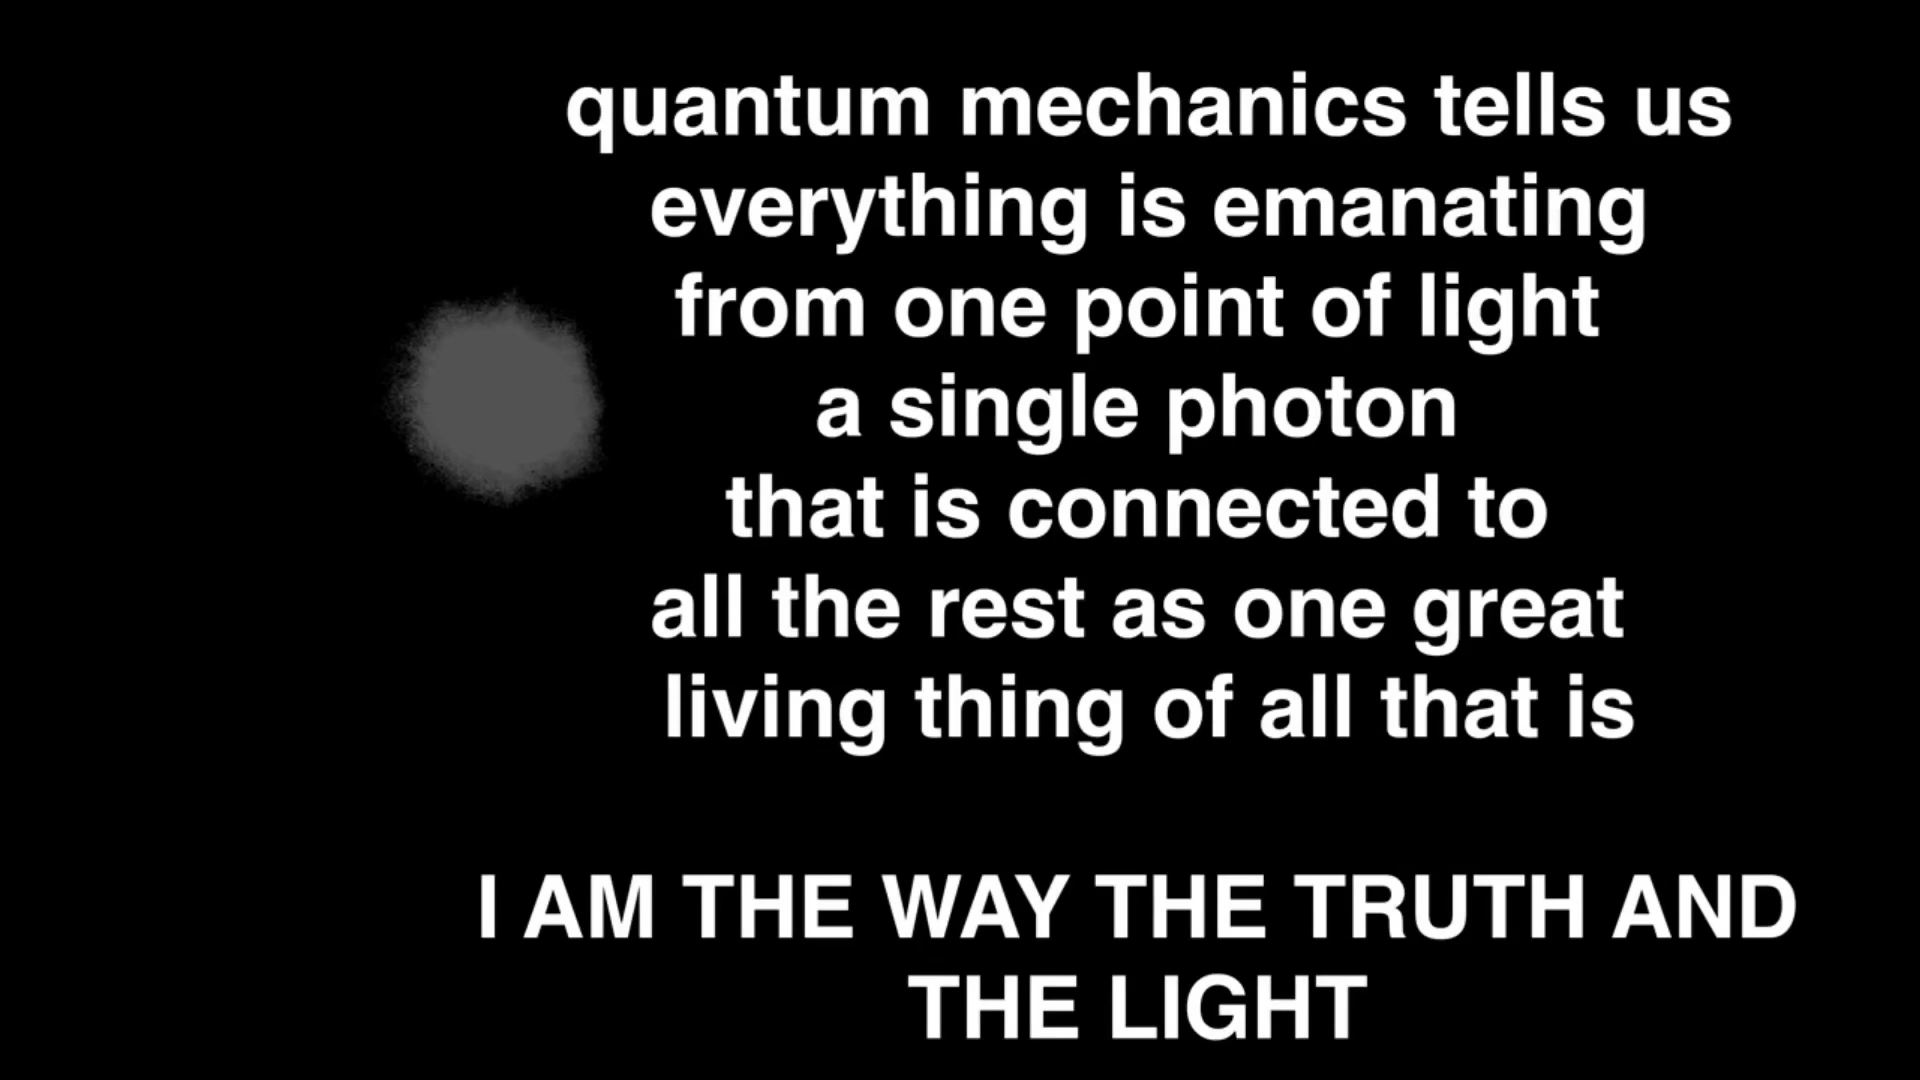 quantum mechanics tells us
everything is emanating
from one point of light
a single photon
that is connected to
all the rest as one great
living thing of all that is
I AM THE WAY THE TRUTH AND
THE LIGHT